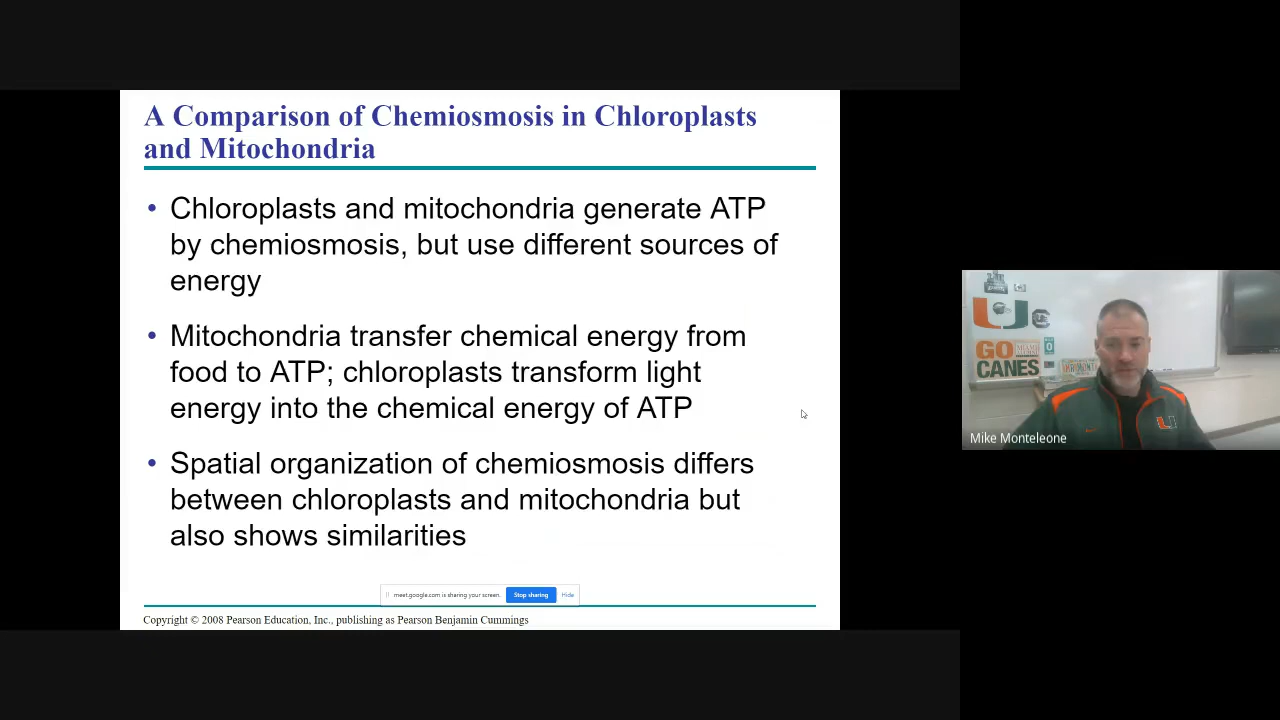 A Comparison of Chemiosmosis in Chloroplasts
and Mitochondria
• Chloroplasts and mitochondria generate ATP
by chemiosmosis, but use different sources of
energy
• Mitochondria transfer chemical energy from
food to ATP; chloroplasts transform light
energy into the chemical energy of ATP
• Spatial organization of chemiosmosis differs
between chloroplasts and mitochondria but
also shows similarities
meet.google.com is sharing your screen. Stop sharing Hide
Copyright © 2008 Pearson Education, Inc., publishing as Pearson Benjamin Cummings
U
GO
CANES
U
Mike Monteleone